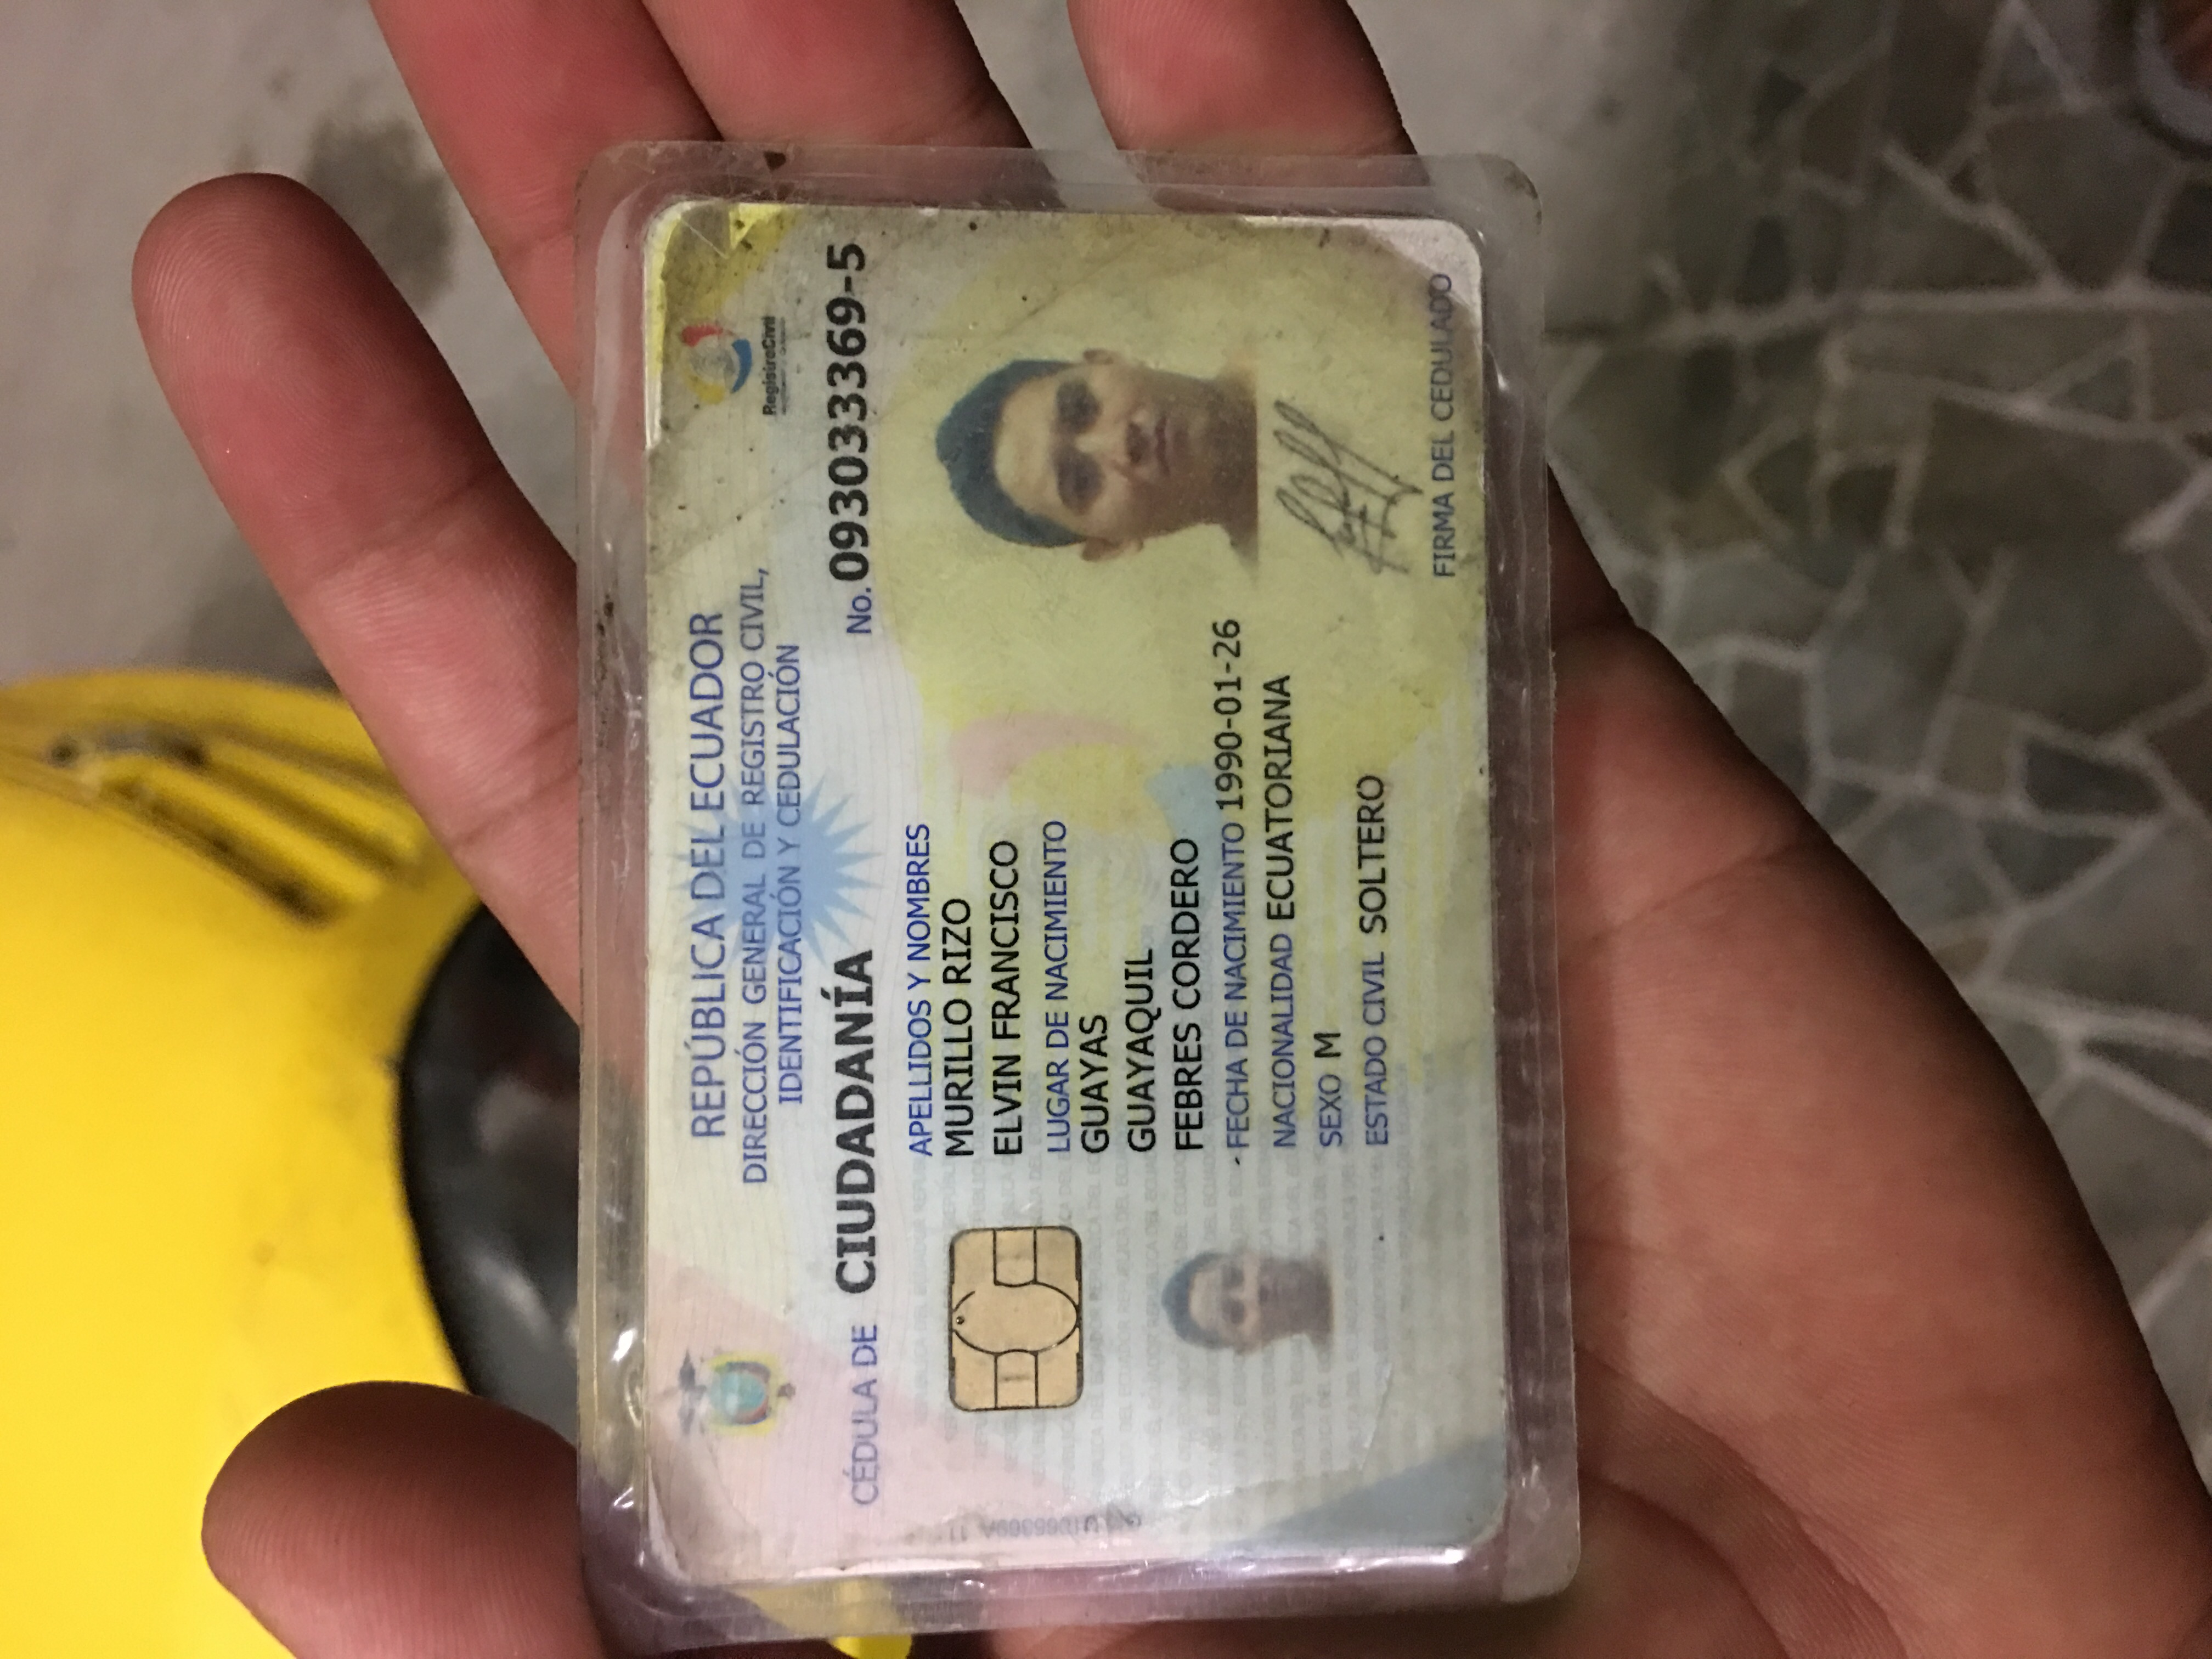 REPÚBLICA DEL ECUADOR
DIRECCIÓN GENERAL DE REGISTRO CIVIL,
IDENTIFICACIÓN Y CEDULACIÓN
RegistroCivil
CÉDULA DE CIUDADANÍA No. 093033369-5
APELLIDOS Y NOMBRES
MURILLO RIZO
ELVIN FRANCISCO
LUGAR DE NACIMIENTO
GUAYAS
GUAYAQUIL
FEBRES CORDERO
FECHA DE NACIMIENTO 1990-01-26
NACIONALIDAD ECUATORIANA
SEXO M
ESTADO CIVIL SOLTERO
FIRMA DEL CEDULADO